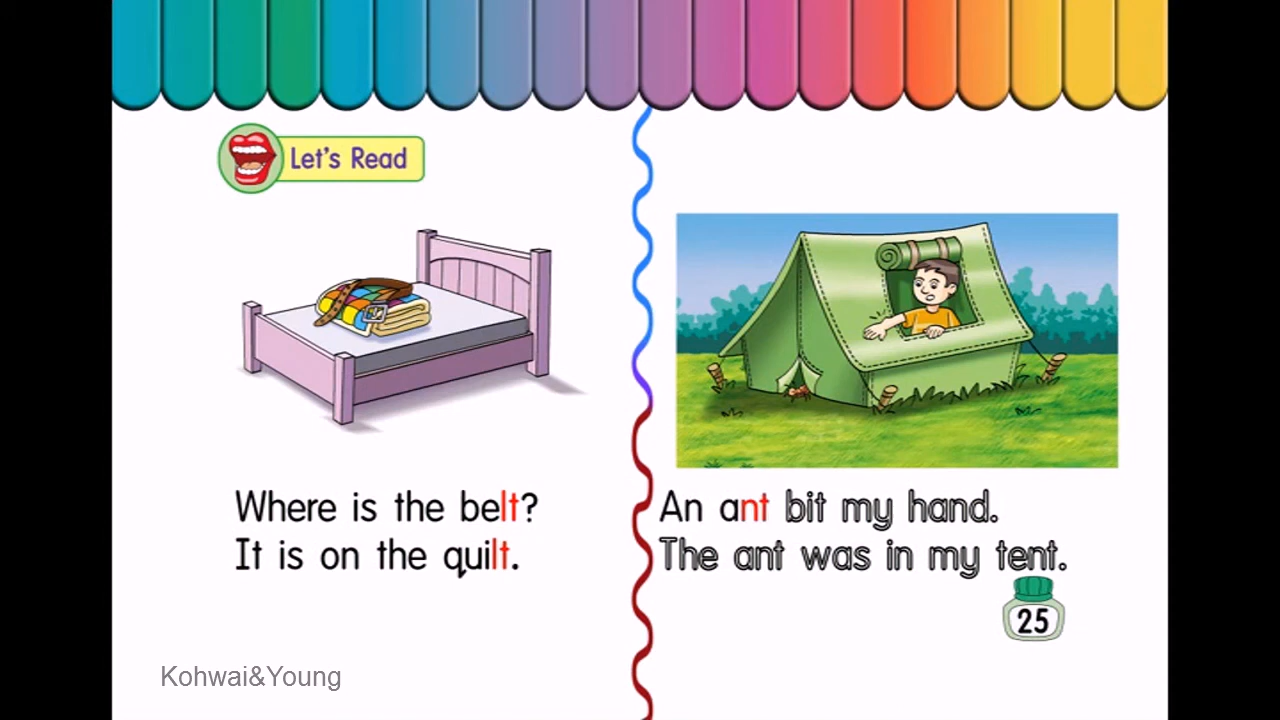 Let's Read
Where is the belt?
It is on the quilt.
An ant bit my hand.
The ant was in my tent.
25
Kohwai&Young